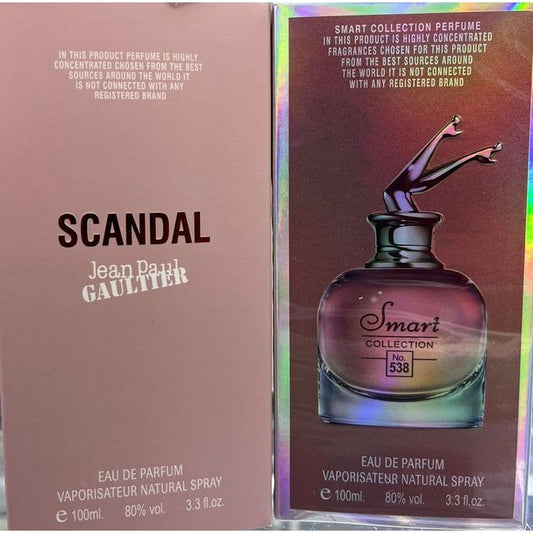 IN THIS PRODUCT PERFUME IS HIGHLY
CONCENTRATED CHOSEN FROM THE BEST
SOURCES AROUND THE WORLD IT
IS NOT CONNECTED WITH ANY
REGISTERED BRAND
SCANDAL
Jean Paul
GAULTIER
EAU DE PARFUM
VAPORISATEUR NATURAL SPRAY
e 100ml. 80% vol. 3.3 fl.oz.
SMART COLLECTION PERFUME
IN THIS PRODUCT IS HIGHLY CONCENTRATED
FRAGRANCES CHOSEN FOR THIS PRODUCT
FROM THE BEST SOURCES AROUND
THE WORLD IT IS NOT CONNECTED
WITH ANY REGISTERED BRAND
Smart
COLLECTION
No.
538
EAU DE PARFUM
VAPORISATEUR NATURAL SPRAY
e 100ml. 80% vol. 3.3 fl.oz.